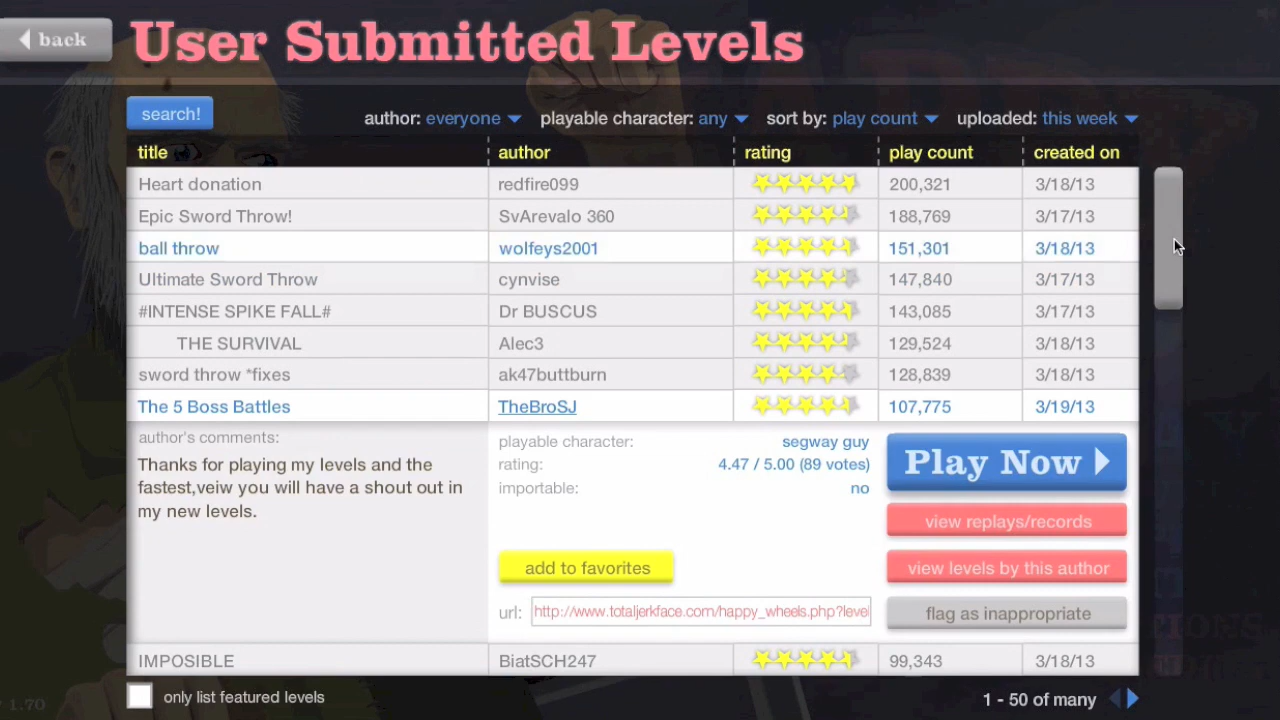 back
User Submitted Levels
search!
author: everyone playable character: any sort by: play count uploaded: this week
title author rating play count created on
Heart donation redfire099 200,321 3/18/13
Epic Sword Throw! SvArevalo 360 188,769 3/17/13
ball throw wolfeys2001 151,301 3/18/13
Ultimate Sword Throw cynvise 147,840 3/17/13
#INTENSE SPIKE FALL# Dr BUSCUS 143,085 3/17/13
THE SURVIVAL Alec3 129,524 3/18/13
sword throw *fixes ak47buttburn 128,839 3/18/13
The 5 Boss Battles TheBroSJ 107,775 3/19/13
author's comments:
Thanks for playing my levels and the
fastest,veiw you will have a shout out in
my new levels.
playable character: segway guy
rating: 4.47 / 5.00 (89 votes)
importable: no
add to favorites
url: http://www.totaljerkface.com/happy_wheels.php?level
Play Now
view replays/records
view levels by this author
flag as inappropriate
IMPOSIBLE BiatSCH247 99,343 3/18/13
only list featured levels
1 - 50 of many
1.70